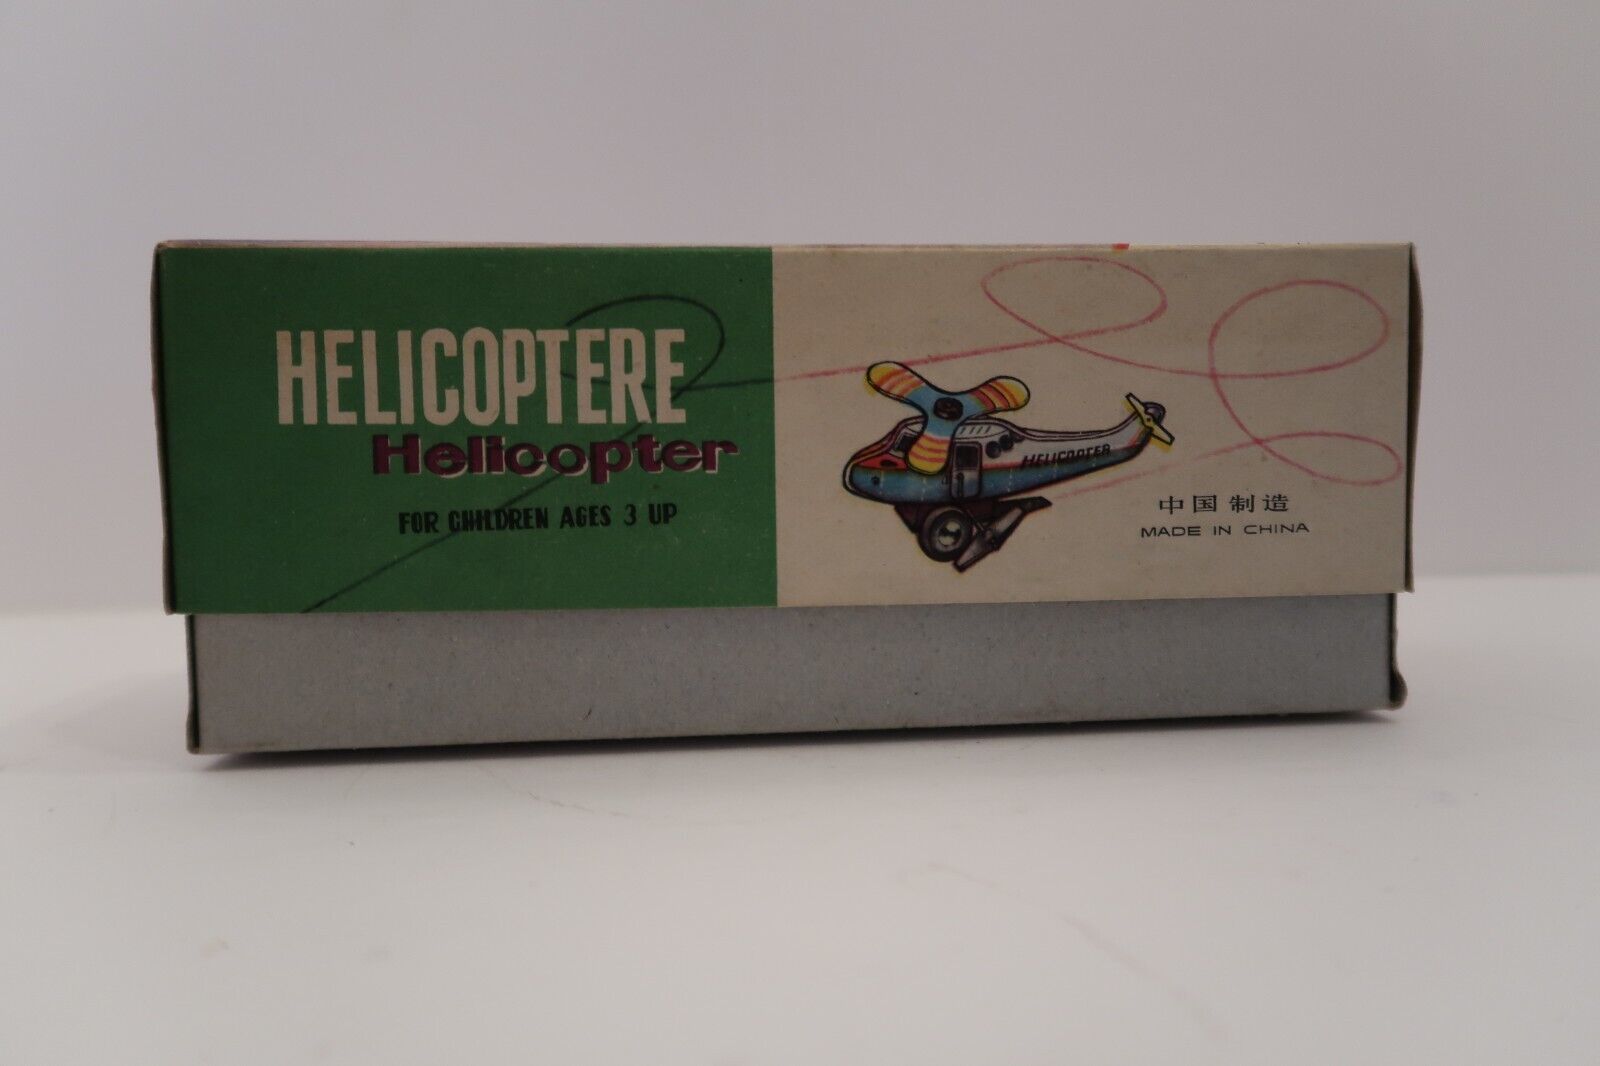 HELICOPTERE
Helicopter
FOR CHILDREN AGES 3 UP
HELICOPTER
中国制造
MADE IN CHINA